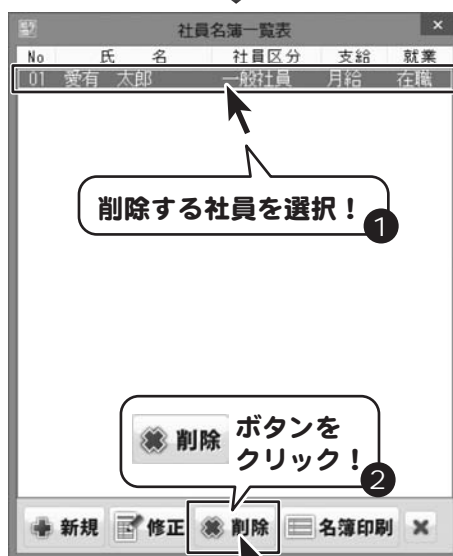 社員名簿一覧表
No 氏 名 社員区分 支給 就業
01 愛有 太郎 一般社員 月給 在職
削除する社員を選択！
1
削除 ボタンを
クリック！
2
新規 修正 削除 名簿印刷